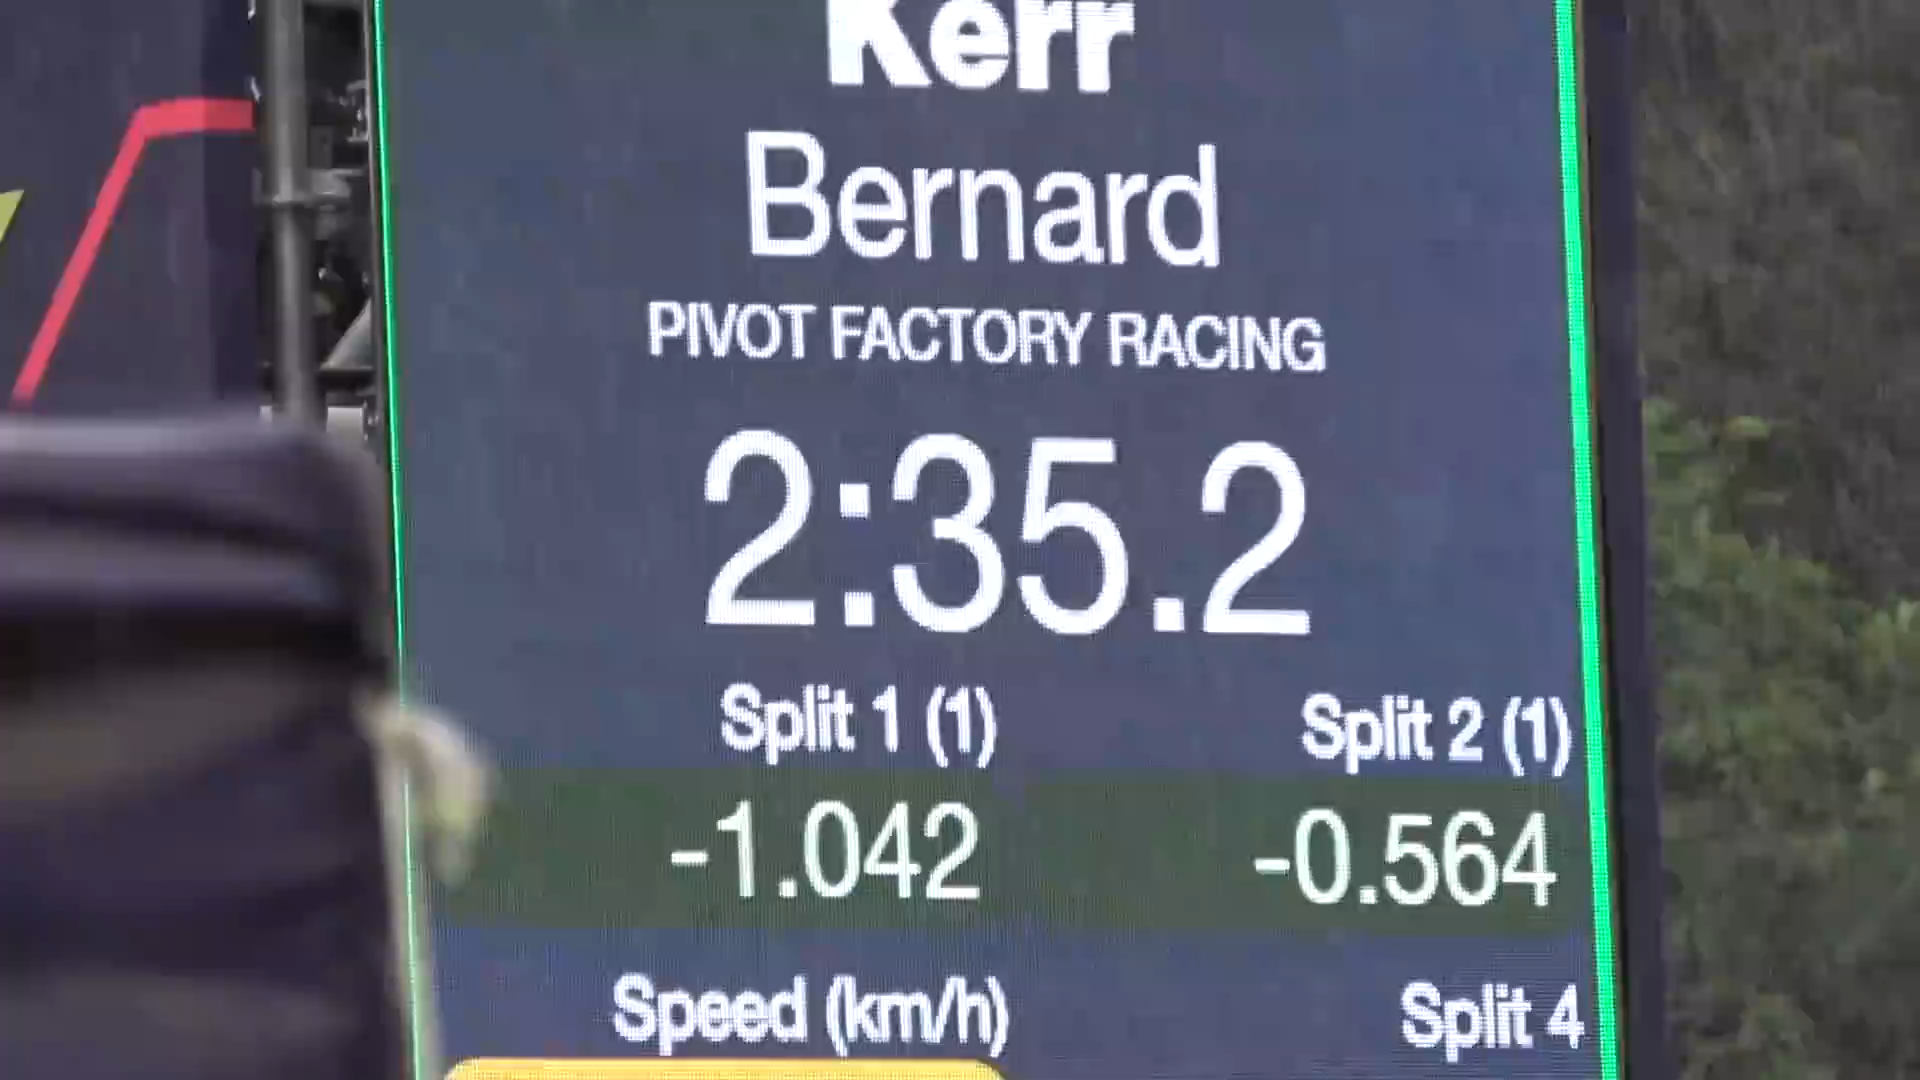 Kerr
Bernard
PIVOT FACTORY RACING
2:35.2
Split 1 (1) Split 2 (1)
-1.042 -0.564
Speed (km/h) Split 4